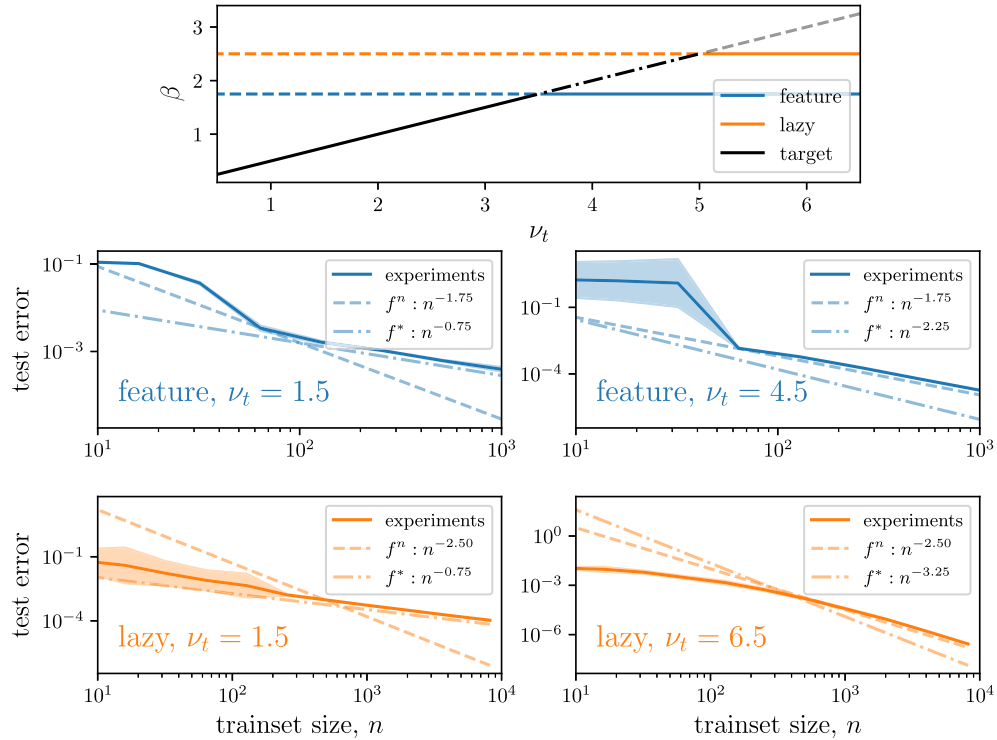 3
2
1
β
feature
lazy
target
1 2 3 4 5 6
ν_t
10^{-1}
10^{-3}
test error
experiments
f^n : n^{-1.75}
f^* : n^{-0.75}
feature, ν_t = 1.5
10^1 10^2 10^3
10^{-1}
10^{-4}
experiments
f^n : n^{-1.75}
f^* : n^{-2.25}
feature, ν_t = 4.5
10^1 10^2 10^3
10^{-1}
10^{-4}
test error
experiments
f^n : n^{-2.50}
f^* : n^{-0.75}
lazy, ν_t = 1.5
10^1 10^2 10^3 10^4
trainset size, n
10^0
10^{-3}
10^{-6}
experiments
f^n : n^{-2.50}
f^* : n^{-3.25}
lazy, ν_t = 6.5
10^1 10^2 10^3 10^4
trainset size, n